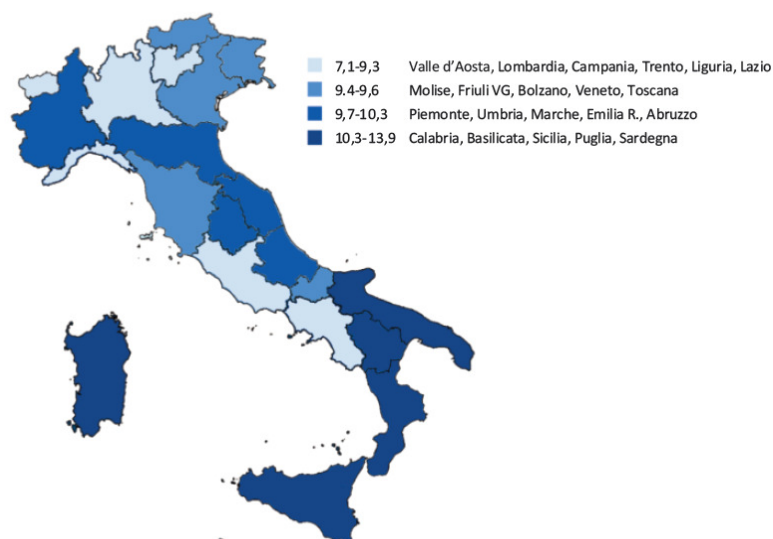 7,1-9,3 Valle d’Aosta, Lombardia, Campania, Trento, Liguria, Lazio
9.4-9,6 Molise, Friuli VG, Bolzano, Veneto, Toscana
9,7-10,3 Piemonte, Umbria, Marche, Emilia R., Abruzzo
10,3-13,9 Calabria, Basilicata, Sicilia, Puglia, Sardegna